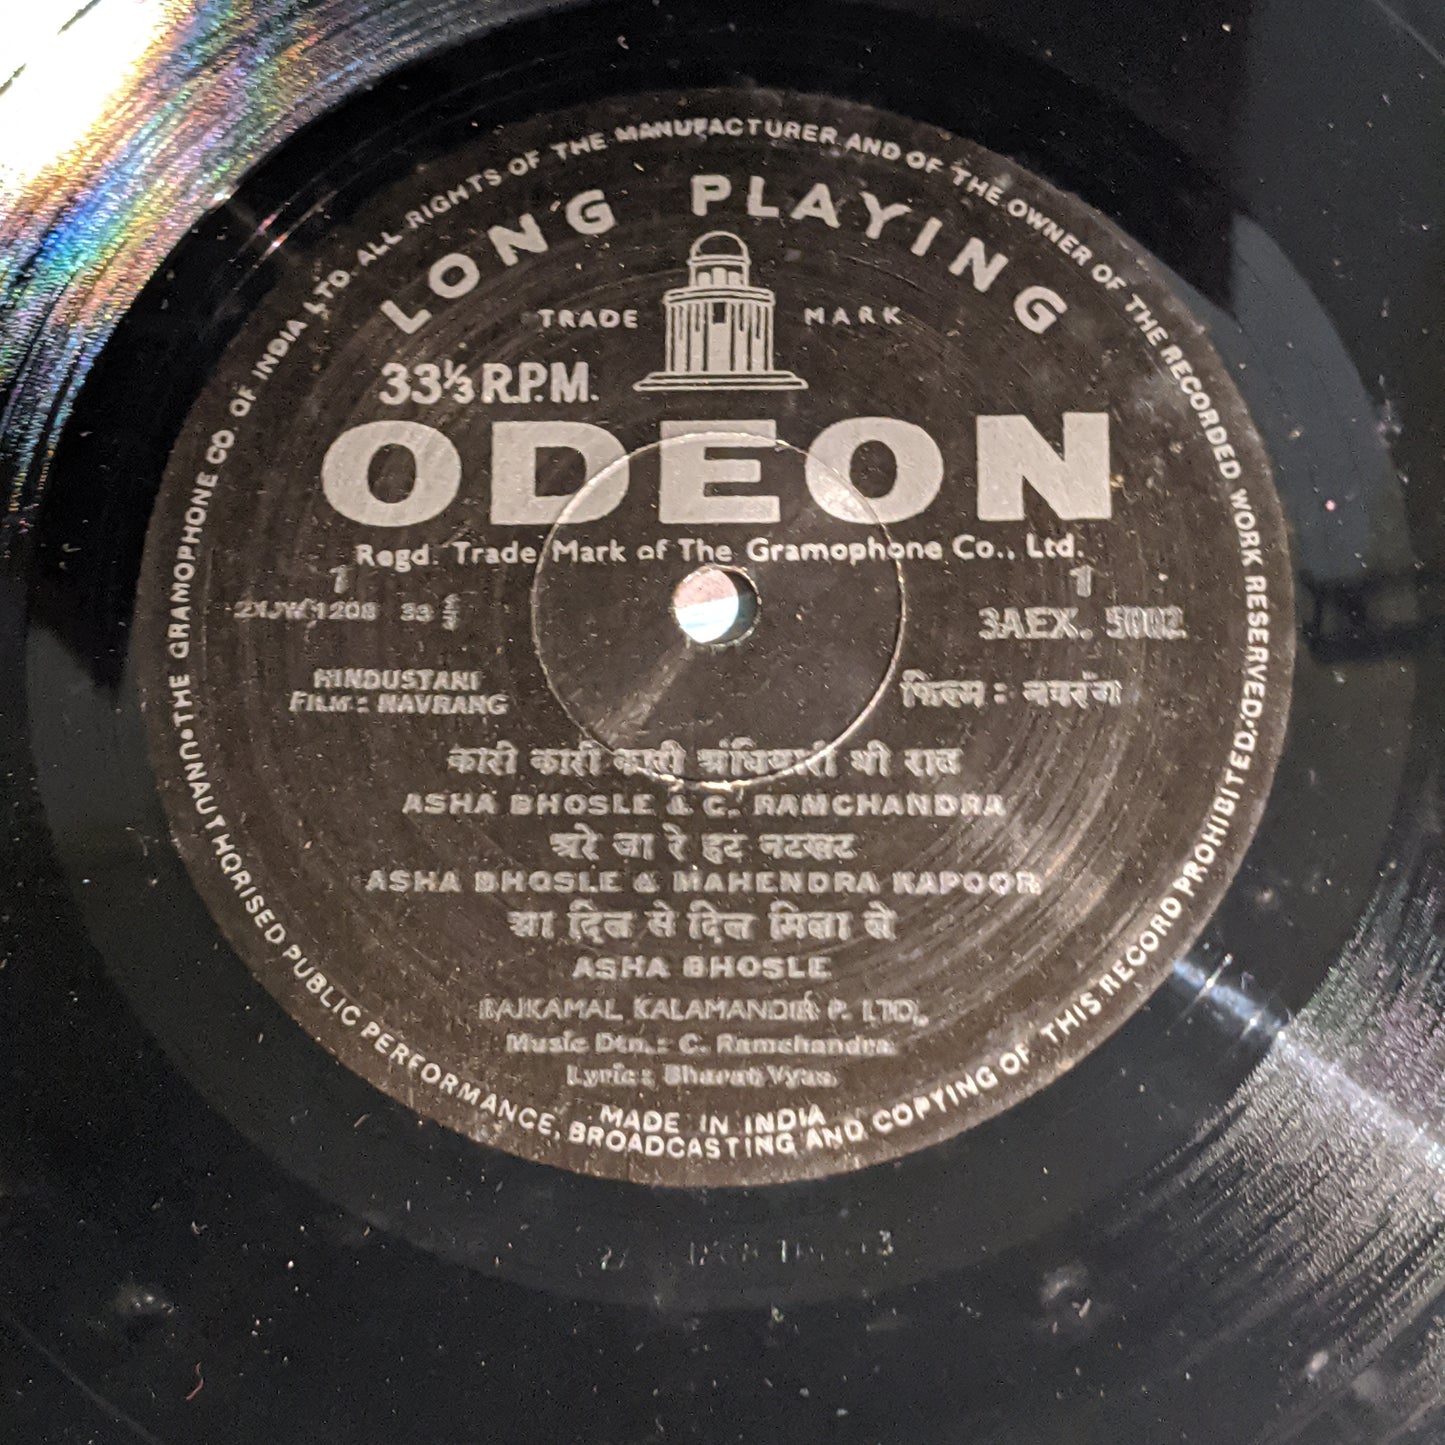 THE GRAMOPHONE CO. OF INDIA LTD. ALL RIGHTS OF THE MANUFACTURER AND OF THE OWNER OF THE RECORDED WORK RESERVED. UNAUTHORISED PUBLIC PERFORMANCE, BROADCASTING AND COPYING OF THIS RECORD PROHIBITED.
LONG PLAYING
TRADE MARK
33⅓ R.P.M.
ODEON
Regd. Trade Mark of The Gramophone Co., Ltd.
1 1
2XJW 1208 33 3AEX. 5002
HINDUSTANI
FILM : NAVRANG फिल्म : नवरंग
कारी कारी कारी अंधियारी थी रात
ASHA BHOSLE & C. RAMCHANDRA
अरे जा रे हट नटखट
ASHA BHOSLE & MAHENDRA KAPOOR
आ दिल से दिल मिला ले
ASHA BHOSLE
RAJKAMAL KALAMANDIR P. LTD.
Music Dtn.: C. Ramchandra
Lyric: Bharat Vyas.
MADE IN INDIA